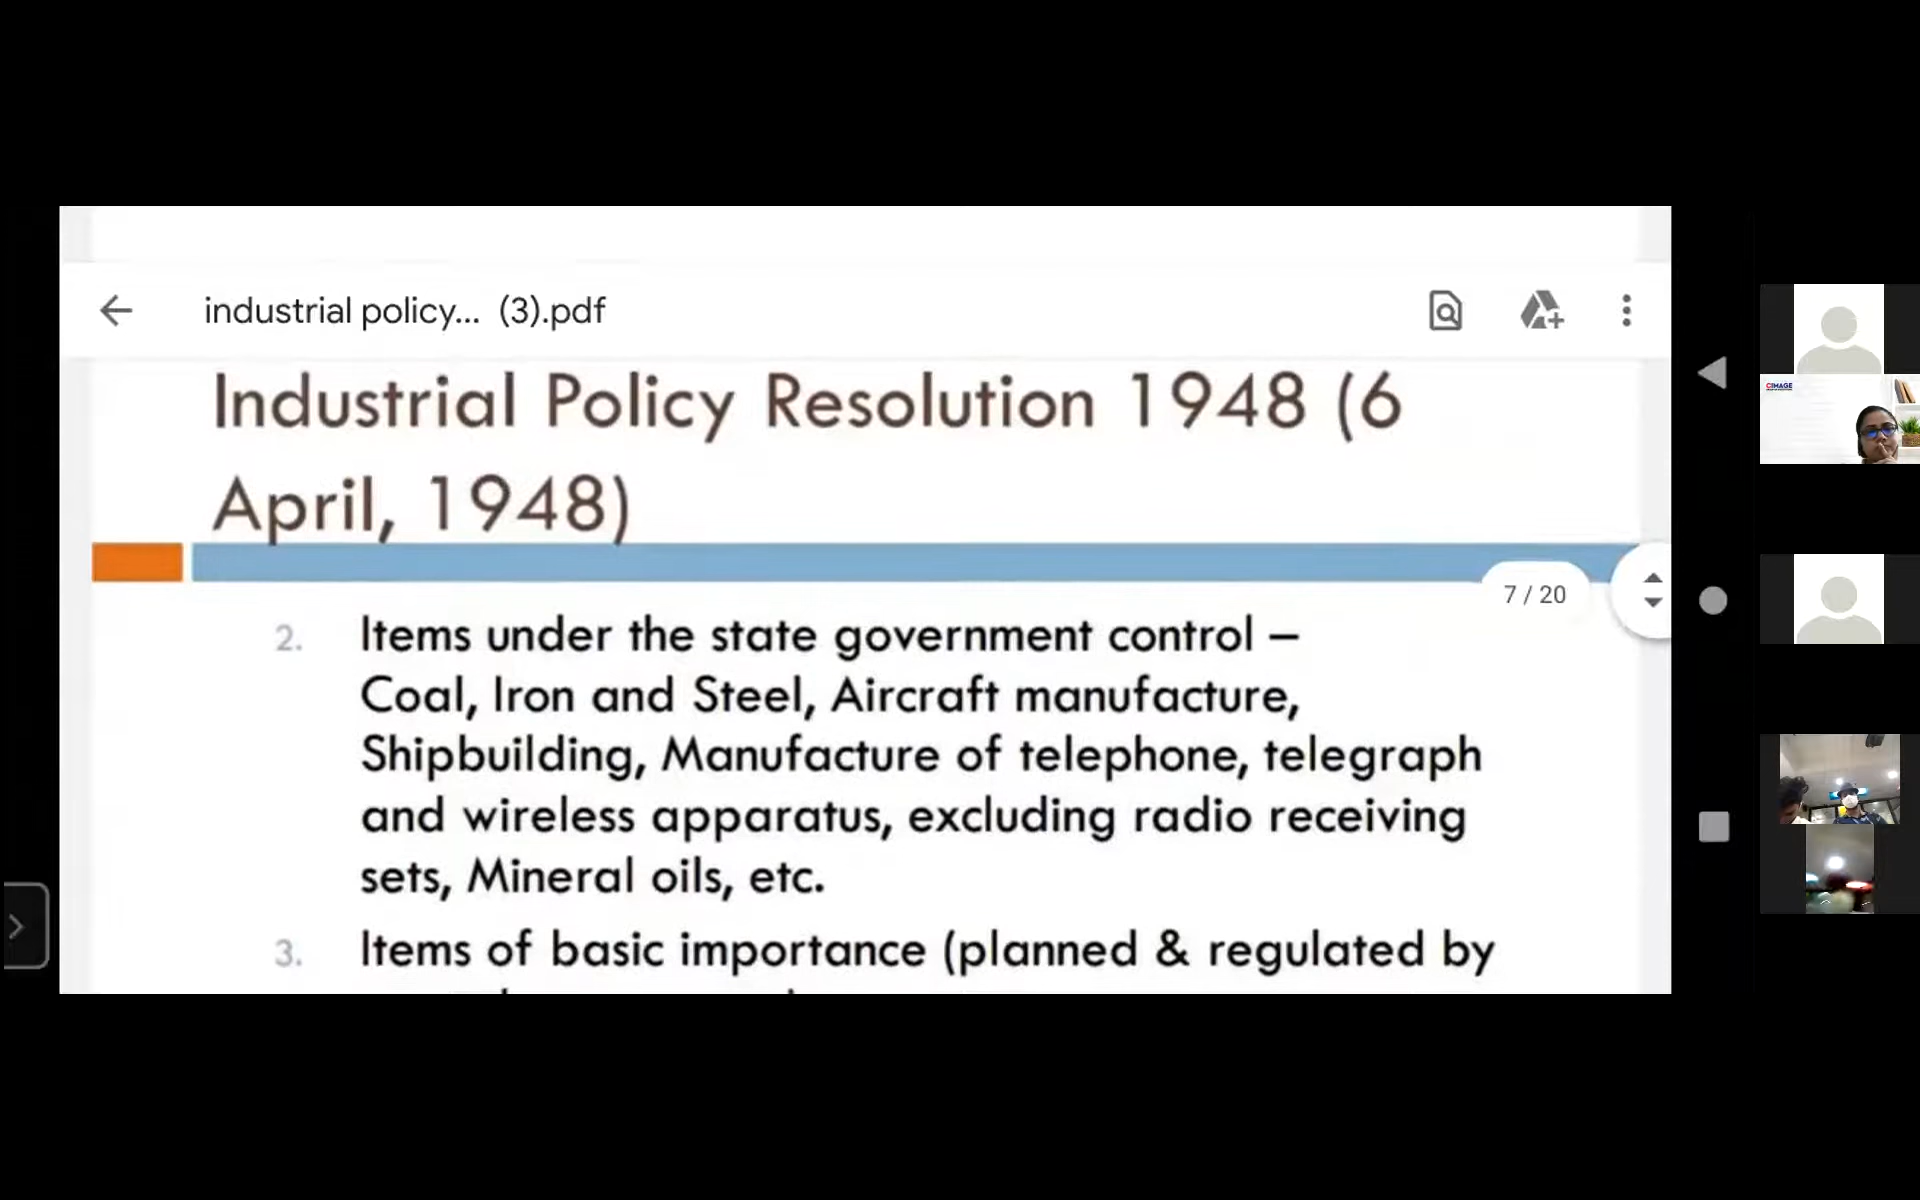 industrial policy... (3).pdf
Industrial Policy Resolution 1948 (6
April, 1948)
7 / 20
2. Items under the state government control –
Coal, Iron and Steel, Aircraft manufacture,
Shipbuilding, Manufacture of telephone, telegraph
and wireless apparatus, excluding radio receiving
sets, Mineral oils, etc.
3. Items of basic importance (planned & regulated by
CIMAGE